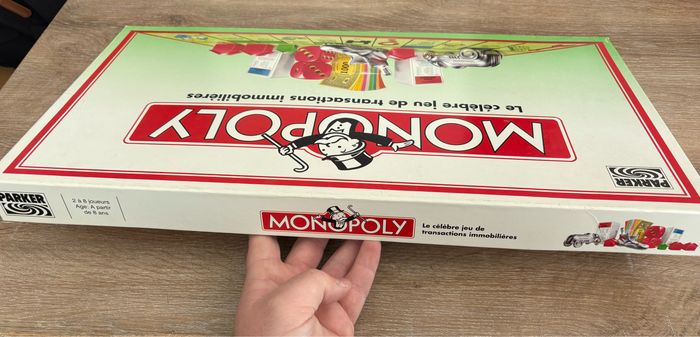 Le célèbre jeu de transactions immobilières
MONOPOLY
PARKER
PARKER
2 à 8 joueurs
Age: A partir
de 8 ans
MONOPOLY
Le célèbre jeu de
transactions immobilières